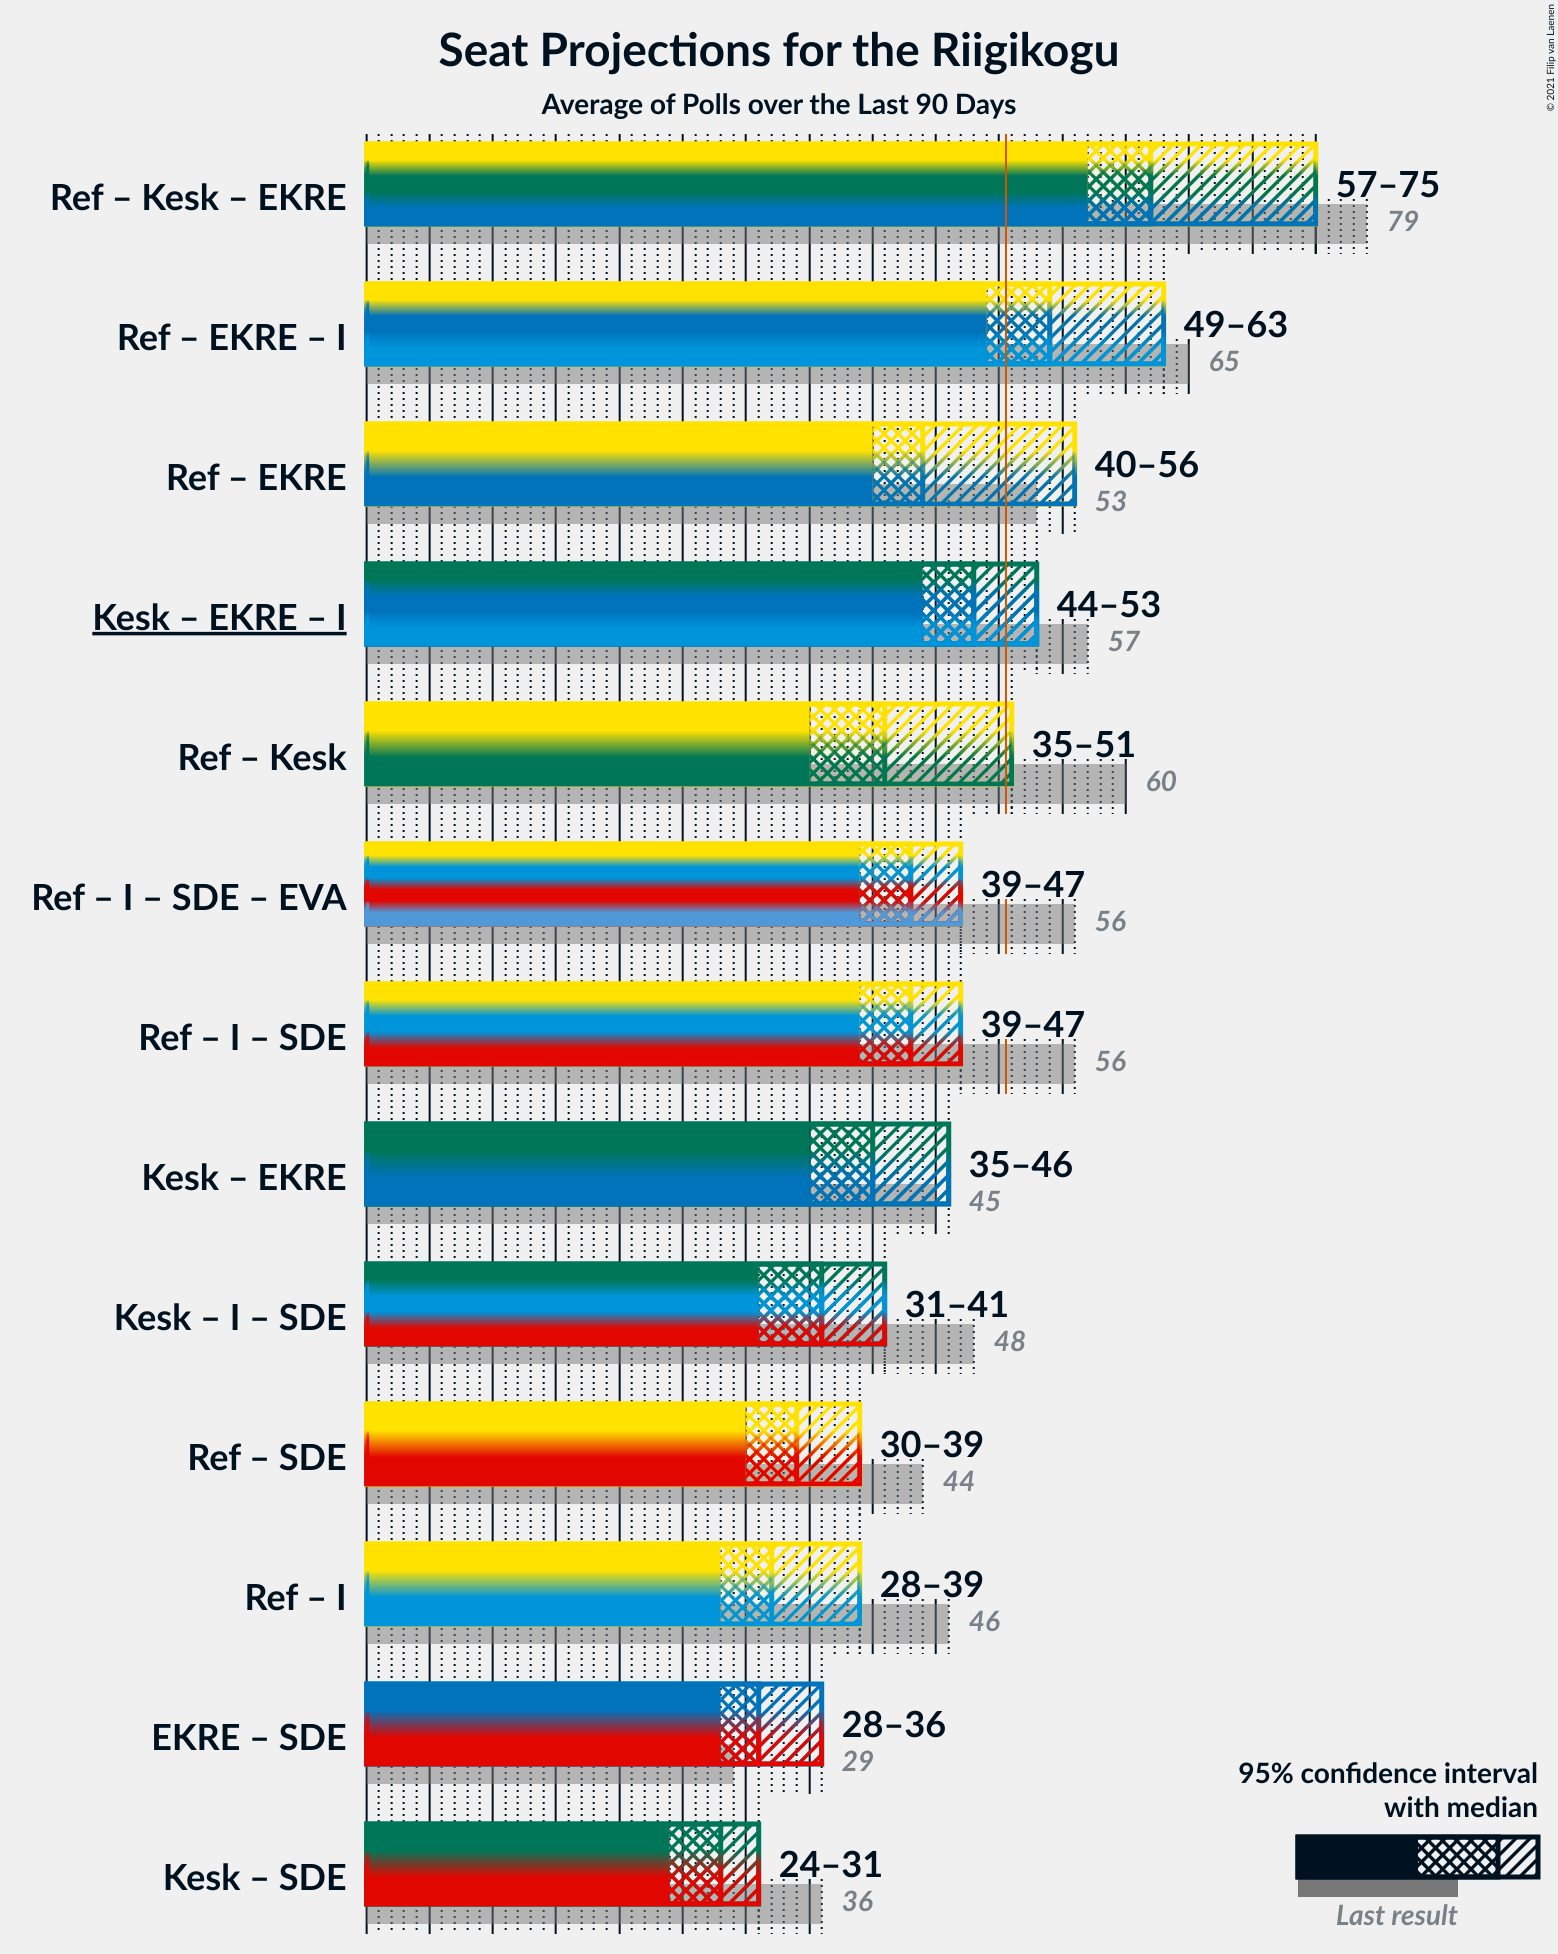 Seat Projections for the Riigikogu
Average of Polls over the Last 90 Days
© 2021 Filip van Laenen
Ref – Kesk – EKRE
57–75
79
Ref – EKRE – I
49–63
65
Ref – EKRE
40–56
53
Kesk – EKRE – I
44–53
57
Ref – Kesk
35–51
60
Ref – I – SDE – EVA
39–47
56
Ref – I – SDE
39–47
56
Kesk – EKRE
35–46
45
Kesk – I – SDE
31–41
48
Ref – SDE
30–39
44
Ref – I
28–39
46
EKRE – SDE
28–36
29
Kesk – SDE
24–31
36
95% confidence interval
with median
Last result